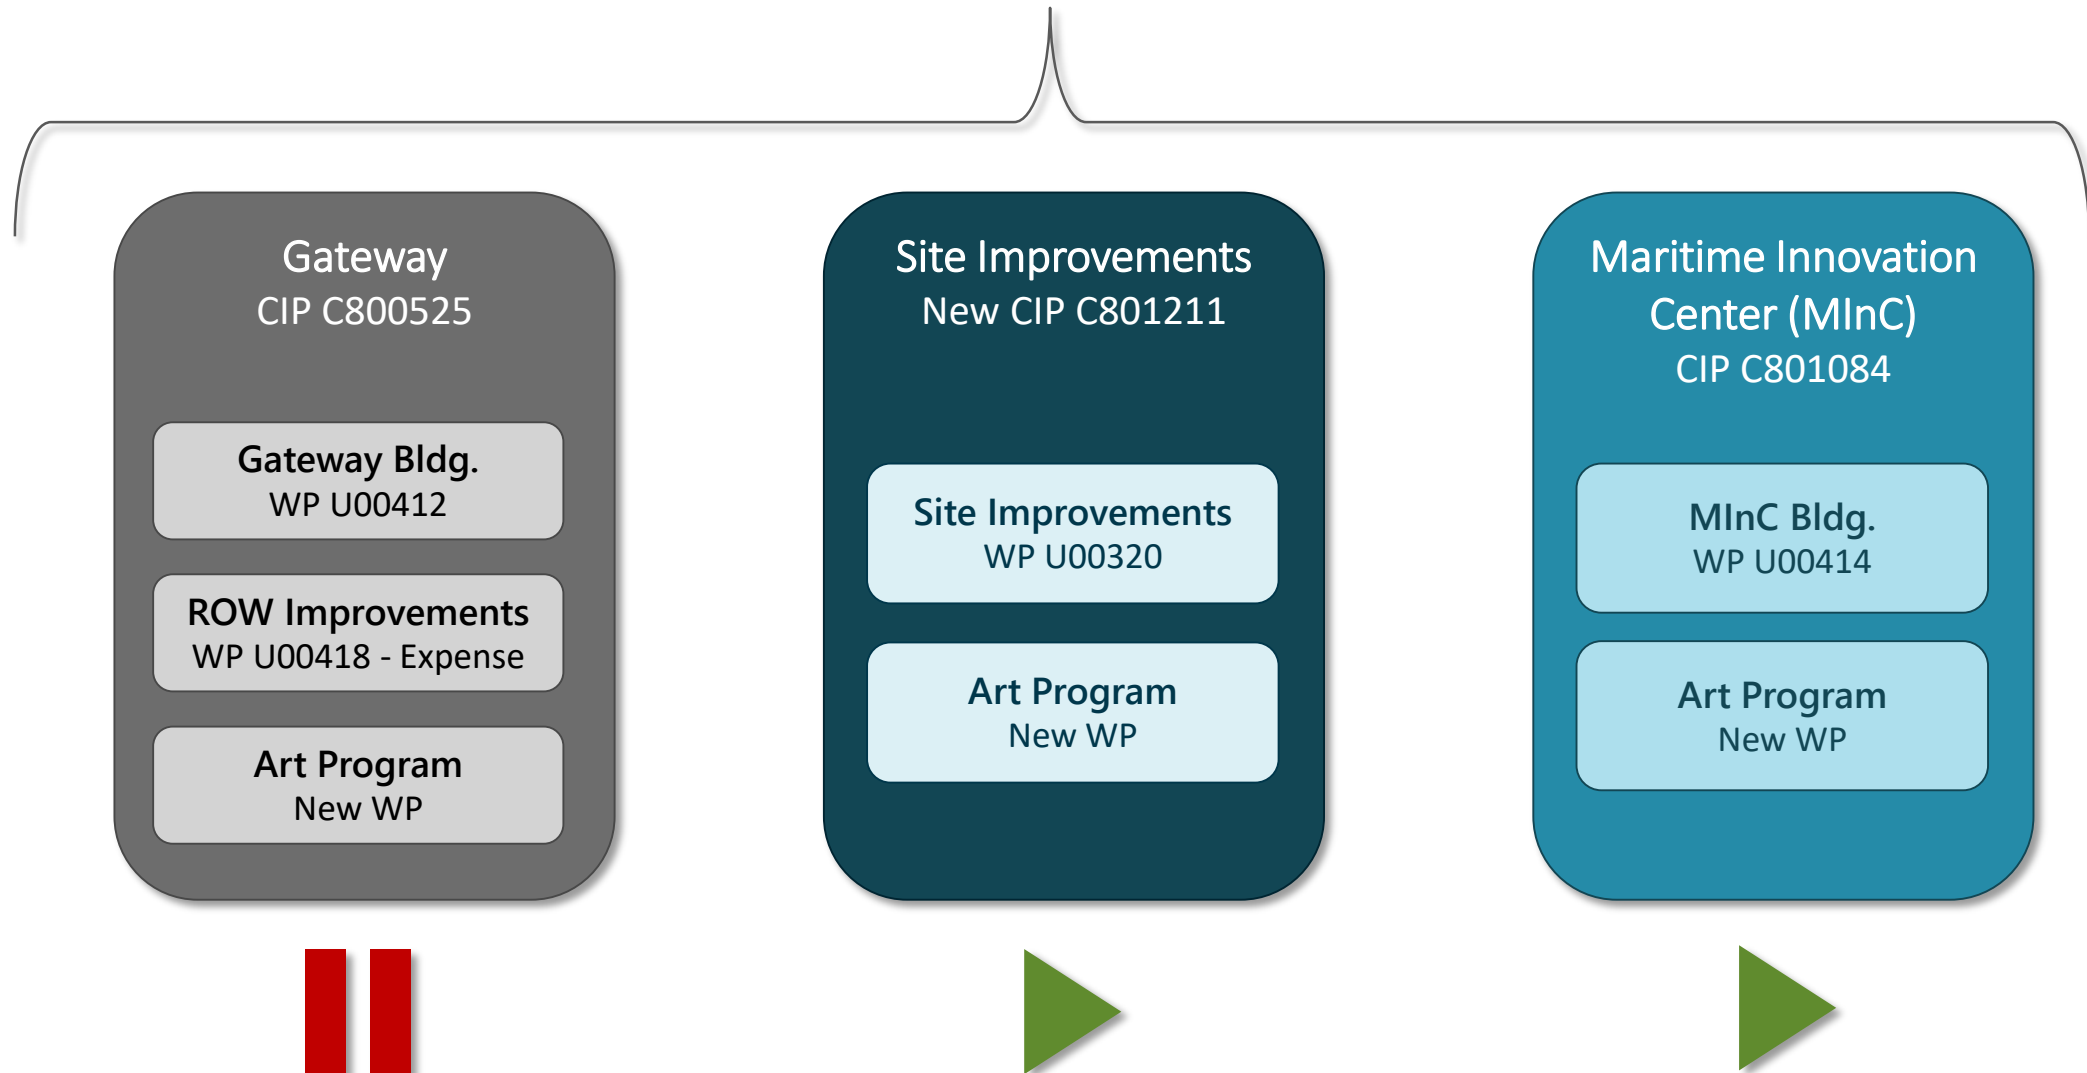 Gateway
CIP C800525
Gateway Bldg.
WP U00412
ROW Improvements
WP U00418 - Expense
Art Program
New WP
Site Improvements
New CIP C801211
Site Improvements
WP U00320
Art Program
New WP
Maritime Innovation
Center (MInC)
CIP C801084
MInC Bldg.
WP U00414
Art Program
New WP